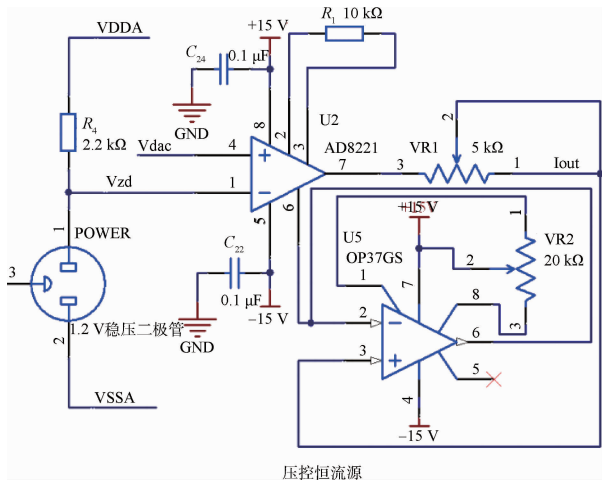 VDDA
+15 V
R₁ 10 kΩ
C₂₄
0.1 μF
GND
R₄
2.2 kΩ
Vdac
4
8
2
3
U2
AD8221
7
3
VR1
2
5 kΩ
1
Iout
Vzd
1
5
6
1
POWER
3
2
1.2 V稳压二极管
VSSA
C₂₂
0.1 μF
GND
−15 V
+15 V
U5
OP37GS
1
7
2
1
VR2
20 kΩ
3
8
2
3
6
5
4
−15 V
压控恒流源